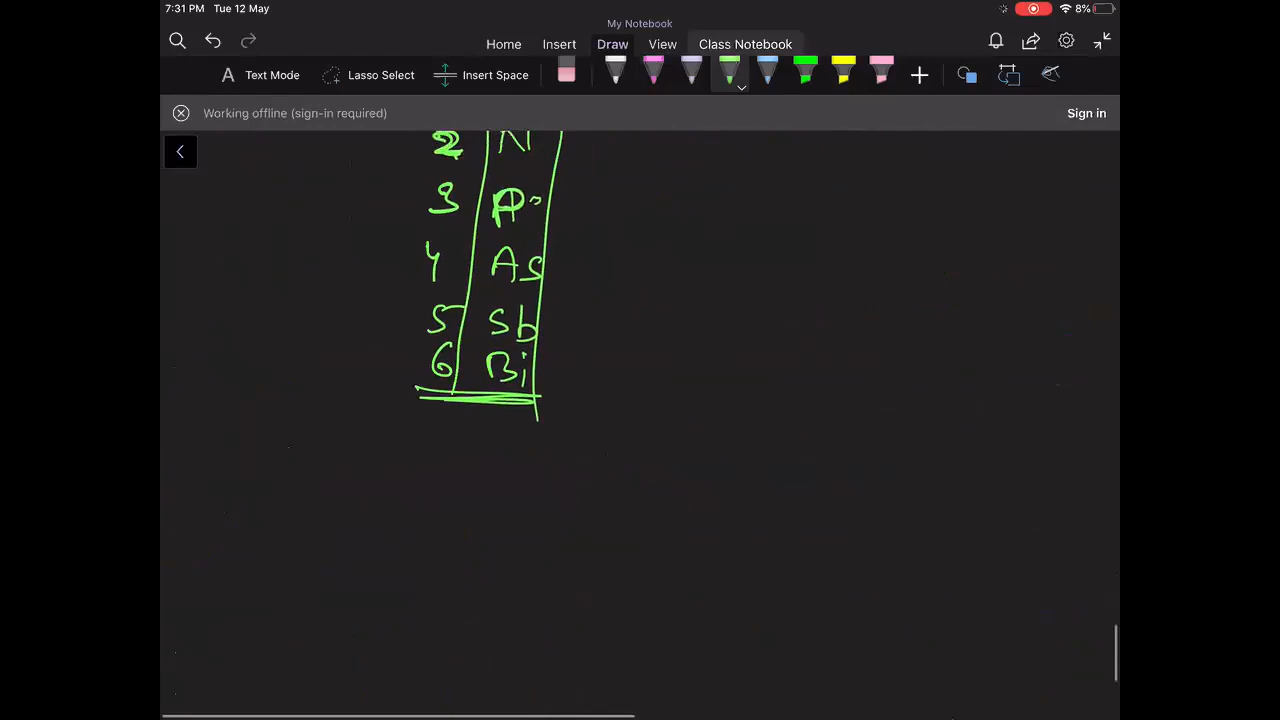 7:31 PM Tue 12 May 8%
My Notebook
Home Insert Draw View Class Notebook
A Text Mode Lasso Select Insert Space
Working offline (sign-in required) Sign in
2 N
3 P
4 As
5 Sb
6 Bi